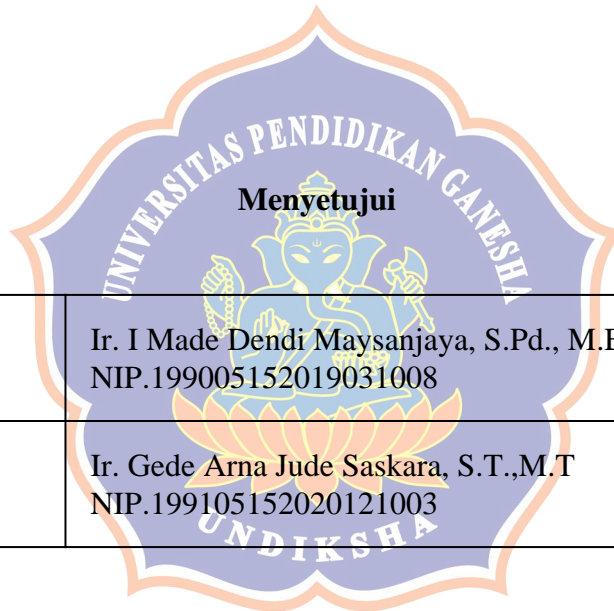 UNIVERSITAS PENDIDIKAN GANESHA
Menyetujui
Ir. I Made Dendi Maysanjaya, S.Pd., M.E
NIP.199005152019031008
Ir. Gede Arna Jude Saskara, S.T.,M.T
NIP.199105152020121003
UNDIKSHA